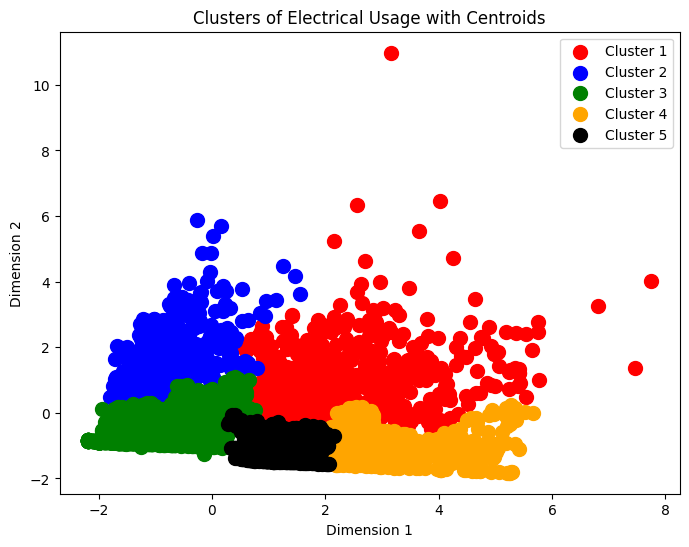 Clusters of Electrical Usage with Centroids
Cluster 1
Cluster 2
Cluster 3
Cluster 4
Cluster 5
10
8
6
4
2
0
−2
Dimension 2
−2
0
2
4
6
8
Dimension 1